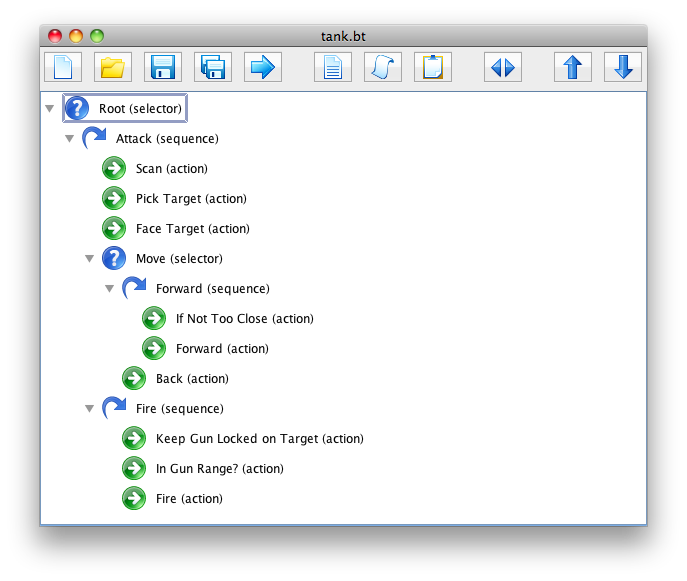 tank.bt
Root (selector)
Attack (sequence)
Scan (action)
Pick Target (action)
Face Target (action)
Move (selector)
Forward (sequence)
If Not Too Close (action)
Forward (action)
Back (action)
Fire (sequence)
Keep Gun Locked on Target (action)
In Gun Range? (action)
Fire (action)